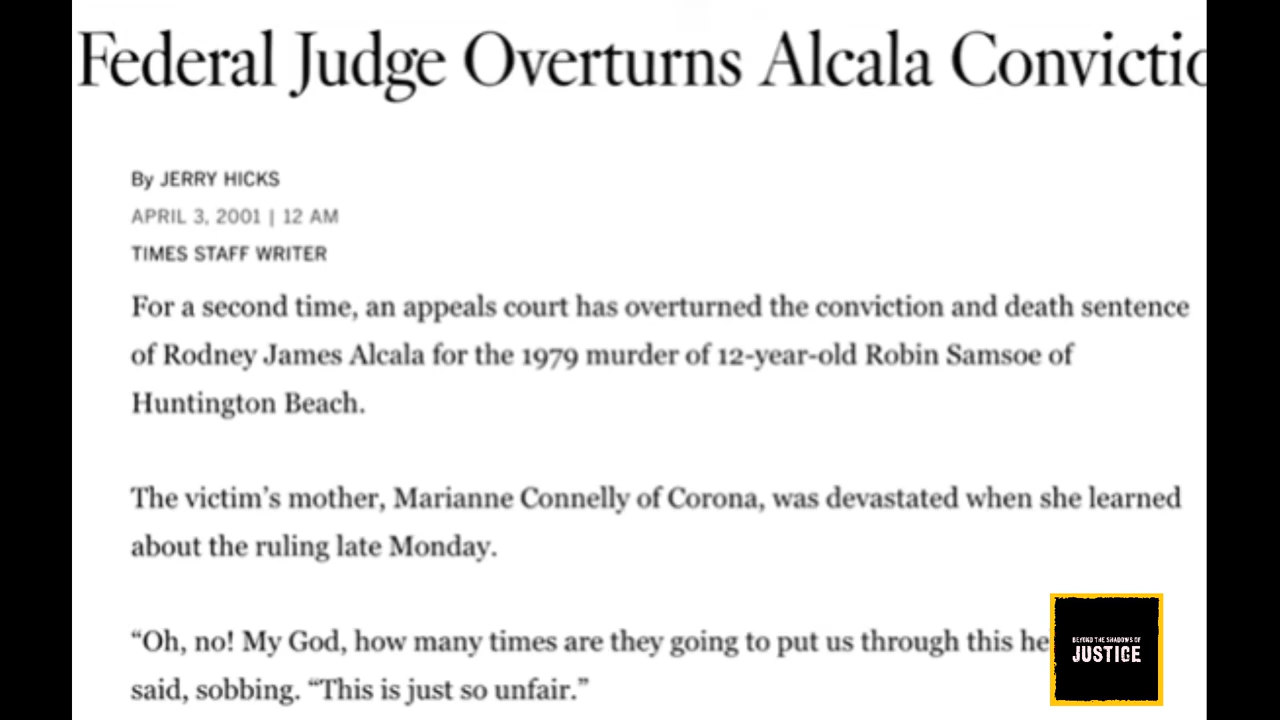 Federal Judge Overturns Alcala Convictio
By JERRY HICKS
APRIL 3, 2001 | 12 AM
TIMES STAFF WRITER
For a second time, an appeals court has overturned the conviction and death sentence
of Rodney James Alcala for the 1979 murder of 12-year-old Robin Samsoe of
Huntington Beach.
The victim’s mother, Marianne Connelly of Corona, was devastated when she learned
about the ruling late Monday.
“Oh, no! My God, how many times are they going to put us through this he
said, sobbing. “This is just so unfair.”
BEYOND THE SHADOWS OF
JUSTICE